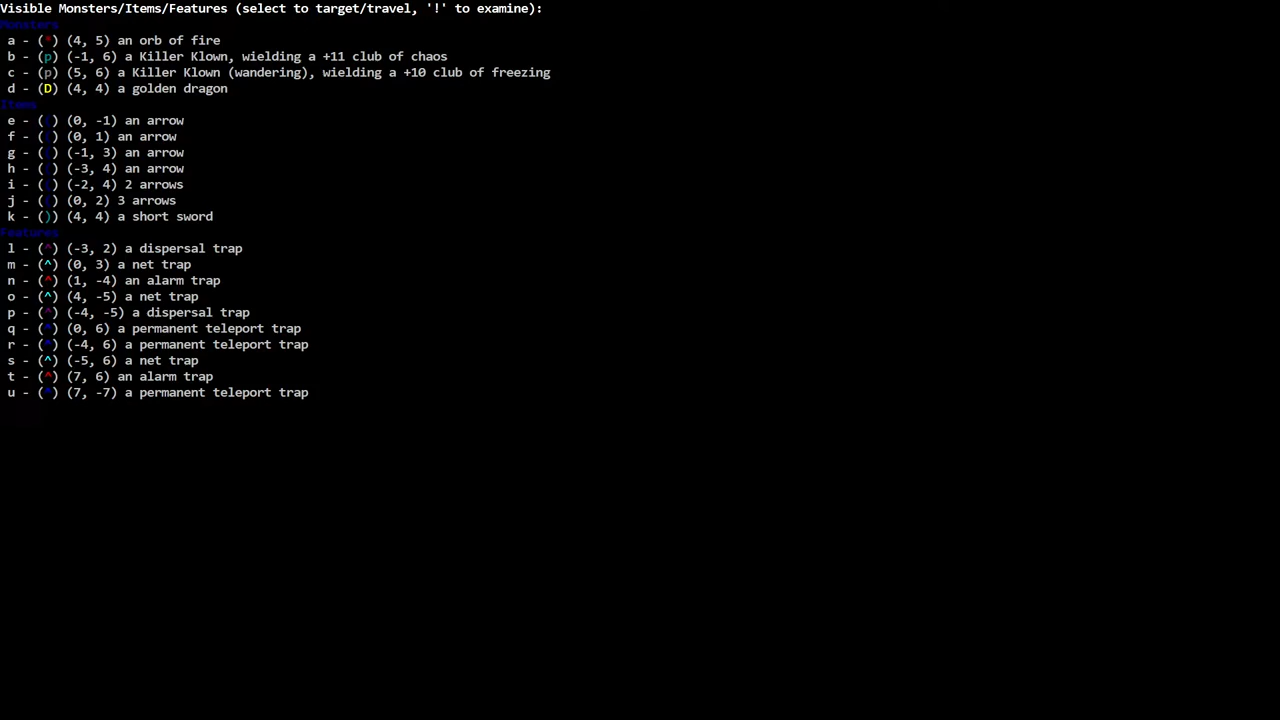 Visible Monsters/Items/Features (select to target/travel, '!' to examine):
Monsters
a - (*) (4, 5) an orb of fire
b - (p) (-1, 6) a Killer Klown, wielding a +11 club of chaos
c - (p) (5, 6) a Killer Klown (wandering), wielding a +10 club of freezing
d - (D) (4, 4) a golden dragon
Items
e - (() (0, -1) an arrow
f - (() (0, 1) an arrow
g - (() (-1, 3) an arrow
h - (() (-3, 4) an arrow
i - (() (-2, 4) 2 arrows
j - (() (0, 2) 3 arrows
k - ()) (4, 4) a short sword
Features
l - (^) (-3, 2) a dispersal trap
m - (^) (0, 3) a net trap
n - (^) (1, -4) an alarm trap
o - (^) (4, -5) a net trap
p - (^) (-4, -5) a dispersal trap
q - (^) (0, 6) a permanent teleport trap
r - (^) (-4, 6) a permanent teleport trap
s - (^) (-5, 6) a net trap
t - (^) (7, 6) an alarm trap
u - (^) (7, -7) a permanent teleport trap